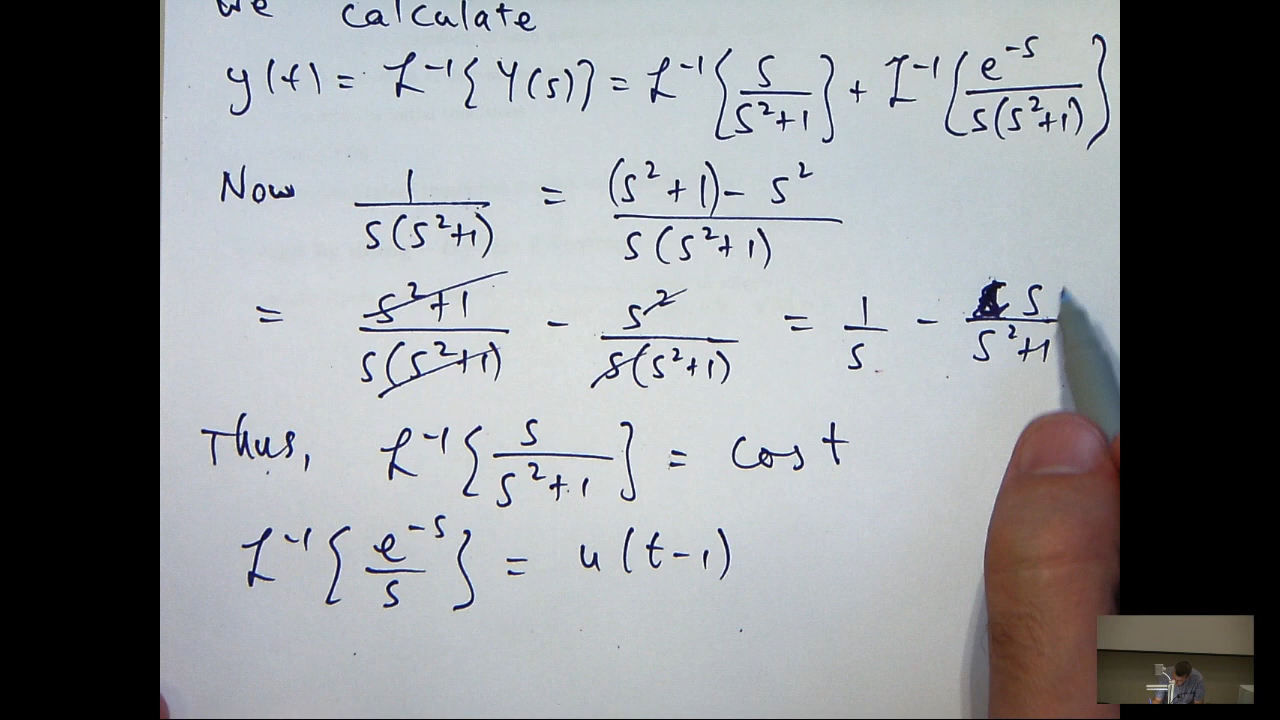 We calculate
y(t) = ℒ⁻¹{Y(s)} = ℒ⁻¹{s/(s²+1)} + ℒ⁻¹{e⁻ˢ/(s(s²+1))}
Now 1/(s(s²+1)) = ((s²+1) - s²)/(s(s²+1))
= (s²+1)/(s(s²+1)) - s²/(s(s²+1)) = 1/s - s/(s²+1)
Thus, ℒ⁻¹{s/(s²+1)} = cos t
ℒ⁻¹{e⁻ˢ/s} = u(t-1)